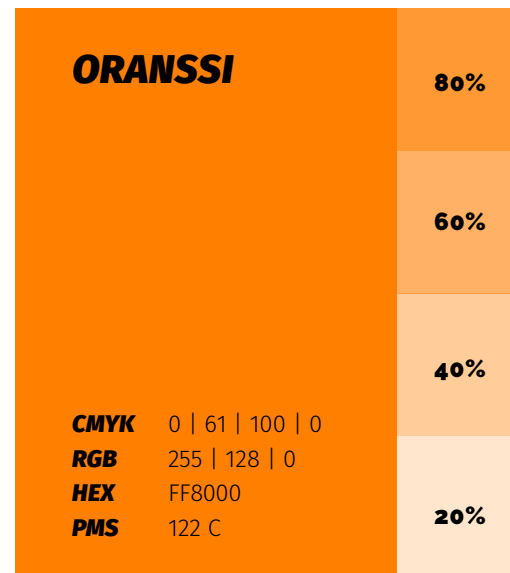 ORANSSI
CMYK 0 | 61 | 100 | 0
RGB 255 | 128 | 0
HEX FF8000
PMS 122 C
80%
60%
40%
20%